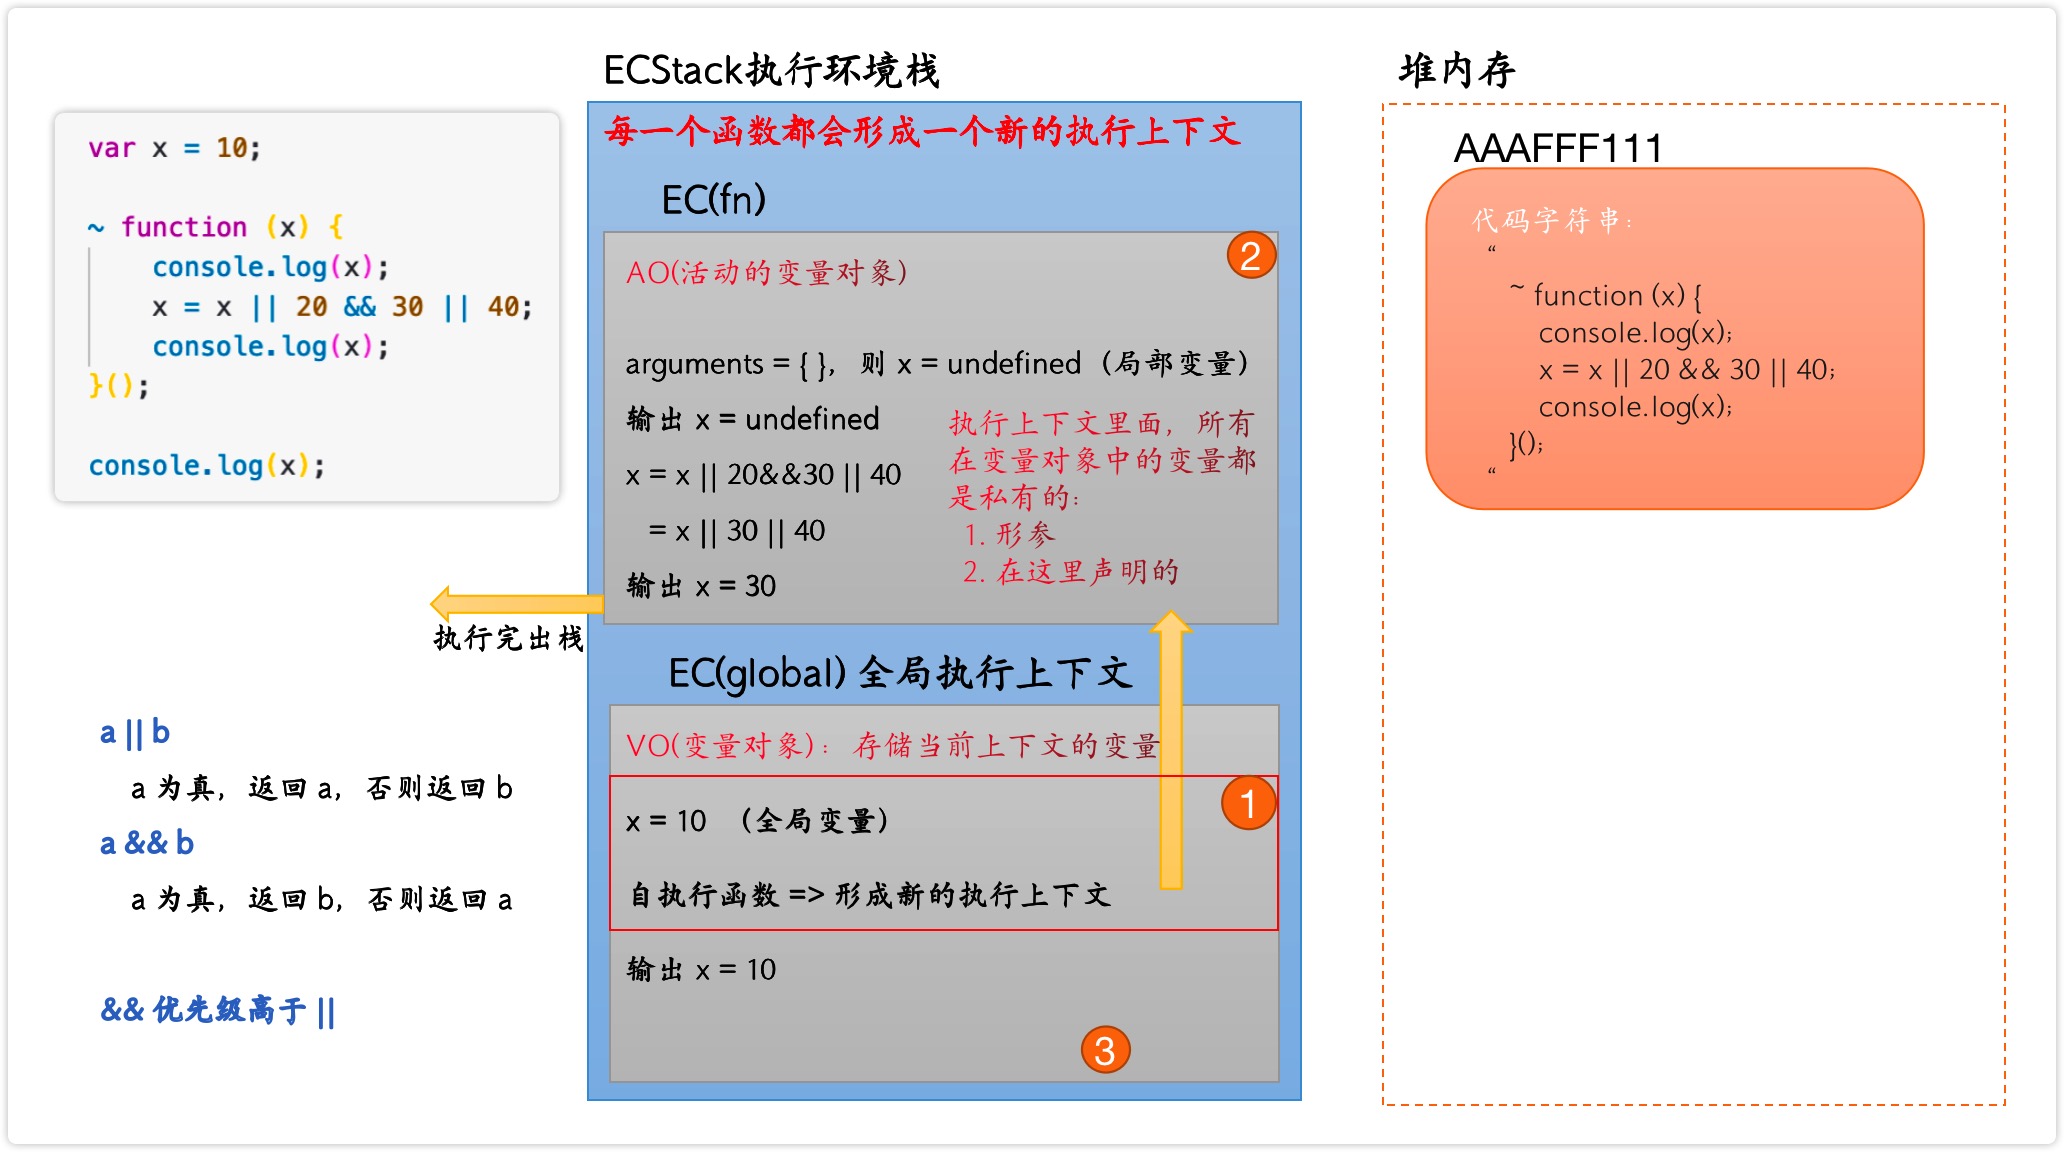 ECStack执行环境栈
堆内存
var x = 10;
~ function (x) {
console.log(x);
x = x || 20 && 30 || 40;
console.log(x);
}();
console.log(x);
每一个函数都会形成一个新的执行上下文
EC(fn)
2
AO(活动的变量对象)
arguments = { }，则 x = undefined（局部变量）
输出 x = undefined
x = x || 20&&30 || 40
= x || 30 || 40
输出 x = 30
执行上下文里面，所有
在变量对象中的变量都
是私有的：
1. 形参
2. 在这里声明的
执行完出栈
EC(global) 全局执行上下文
VO(变量对象)：存储当前上下文的变量
1
x = 10 （全局变量）
自执行函数 => 形成新的执行上下文
输出 x = 10
3
a || b
a 为真，返回 a，否则返回 b
a && b
a 为真，返回 b，否则返回 a
&& 优先级高于 ||
AAAFFF111
代码字符串：
“
~ function (x) {
console.log(x);
x = x || 20 && 30 || 40;
console.log(x);
}();
“